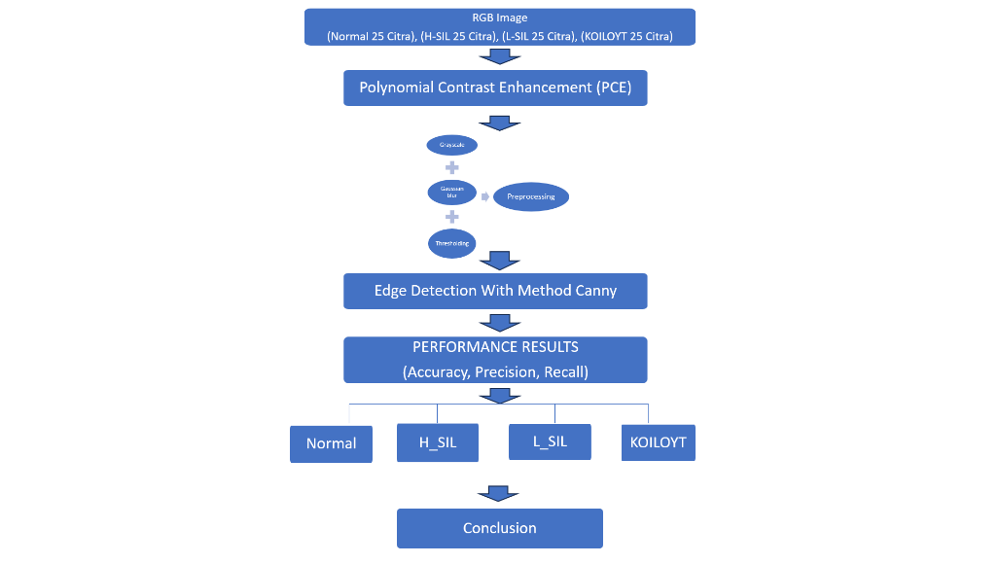 RGB Image
(Normal 25 Citra), (H-SIL 25 Citra), (L-SIL 25 Citra), (KOILOYT 25 Citra)
Polynomial Contrast Enhancement (PCE)
Grayscale
Gaussian
blur
Preprocessing
Thresholding
Edge Detection With Method Canny
PERFORMANCE RESULTS
(Accuracy, Precision, Recall)
Normal
H_SIL
L_SIL
KOILOYT
Conclusion